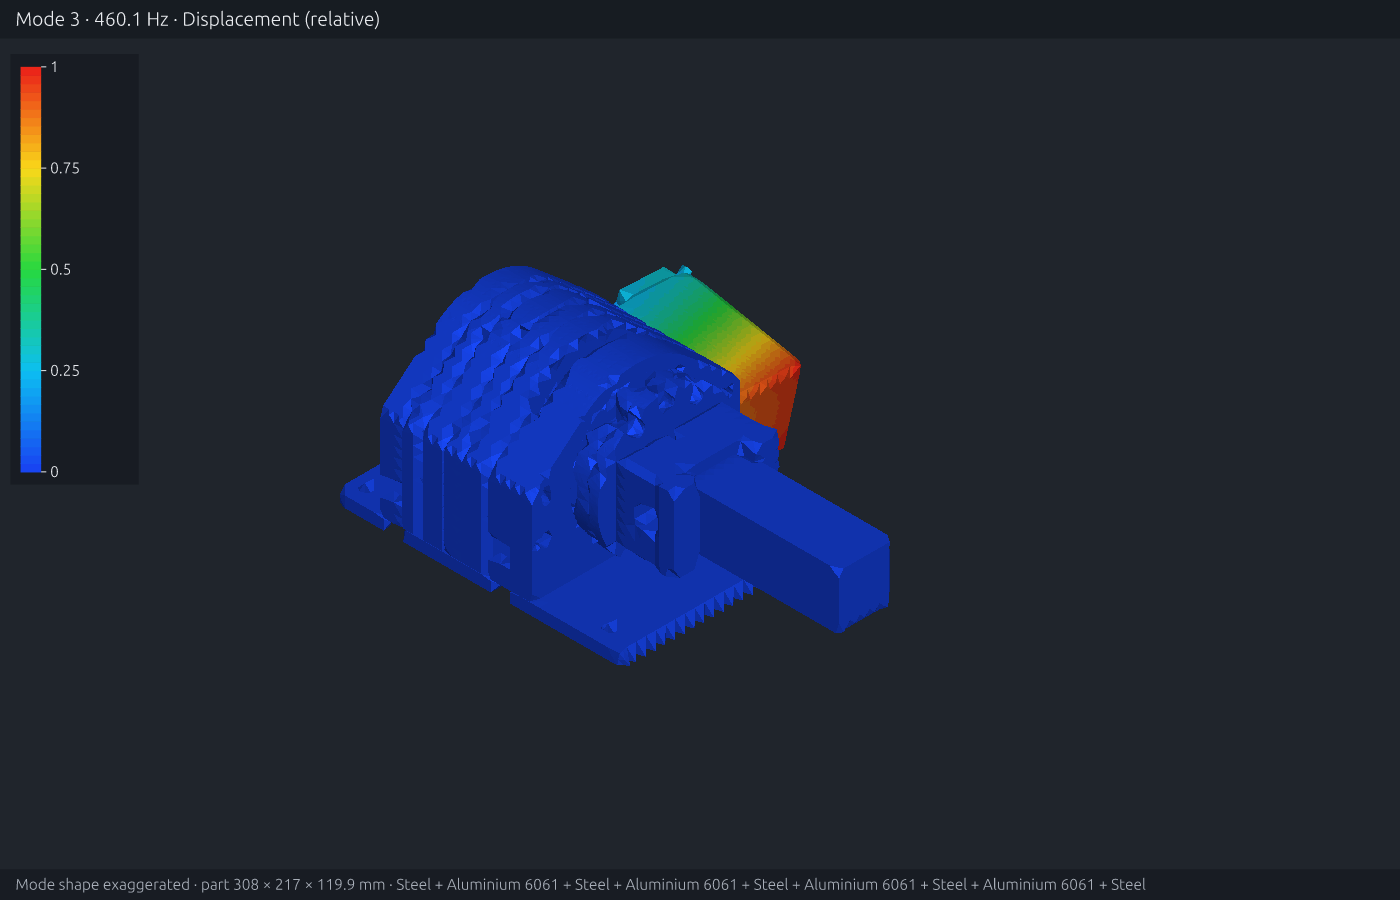 Mode 3 · 460.1 Hz · Displacement (relative)
1
0.75
0.5
0.25
0
Mode shape exaggerated · part 308 × 217 × 119.9 mm · Steel + Aluminium 6061 + Steel + Aluminium 6061 + Steel + Aluminium 6061 + Steel + Aluminium 6061 + Steel